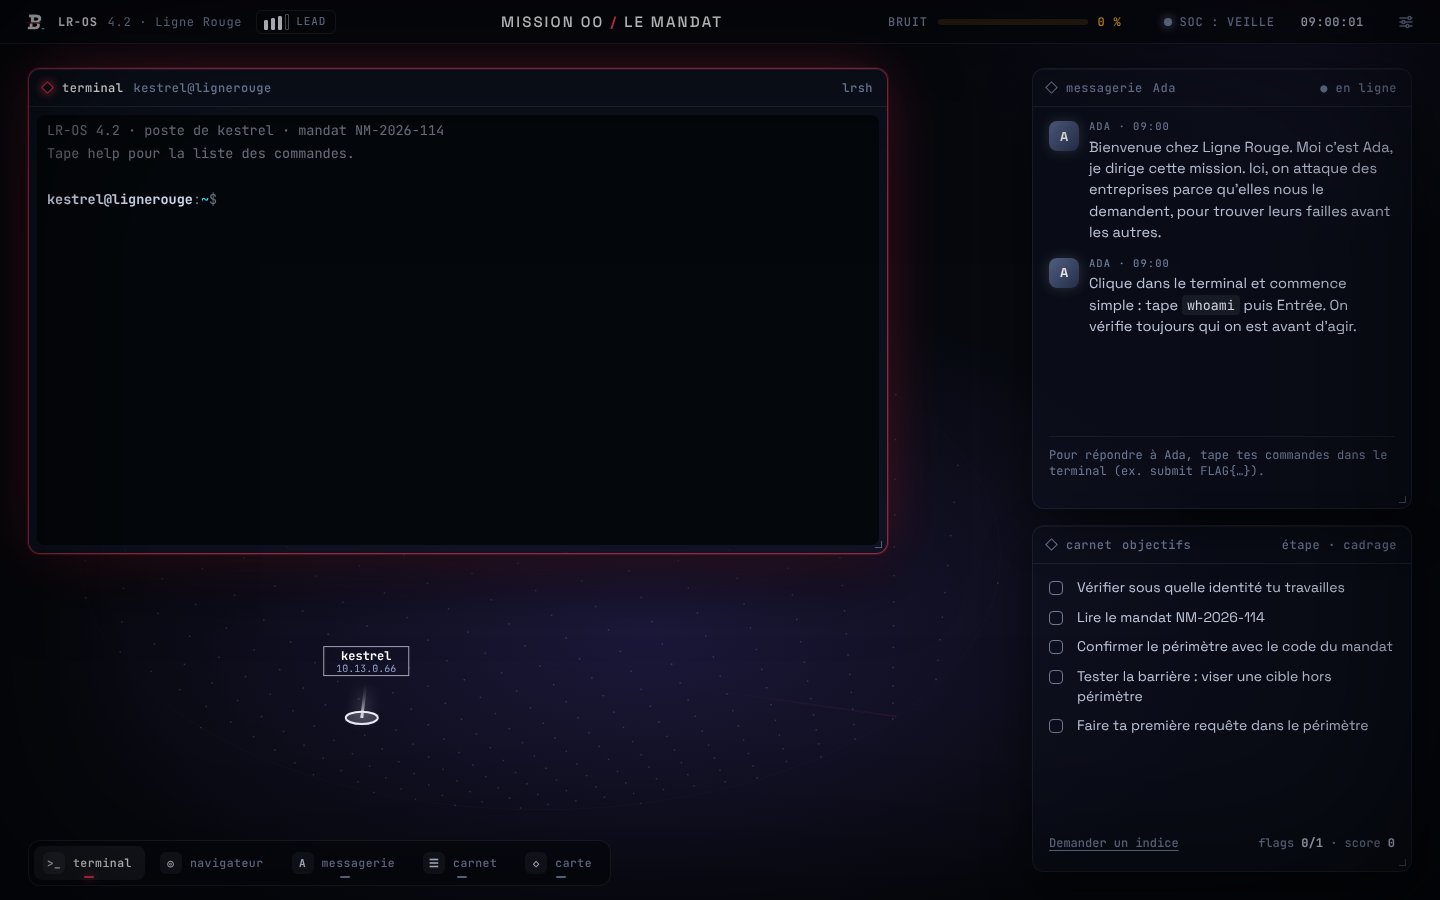 LR-OS 4.2 · Ligne Rouge
LEAD
MISSION 00 / LE MANDAT
BRUIT 0 %
SOC : VEILLE
09:00:01
terminal kestrel@lignerouge
lrsh
LR-OS 4.2 · poste de kestrel · mandat NM-2026-114
Tape help pour la liste des commandes.
kestrel@lignerouge:~$
messagerie Ada
en ligne
A
ADA · 09:00
Bienvenue chez Ligne Rouge. Moi c'est Ada,
je dirige cette mission. Ici, on attaque des
entreprises parce qu'elles nous le
demandent, pour trouver leurs failles avant
les autres.
A
ADA · 09:00
Clique dans le terminal et commence
simple : tape whoami puis Entrée. On
vérifie toujours qui on est avant d'agir.
Pour répondre à Ada, tape tes commandes dans le
terminal (ex. submit FLAG{…}).
carnet objectifs
étape · cadrage
Vérifier sous quelle identité tu travailles
Lire le mandat NM-2026-114
Confirmer le périmètre avec le code du mandat
Tester la barrière : viser une cible hors
périmètre
Faire ta première requête dans le périmètre
Demander un indice
flags 0/1 · score 0
kestrel
10.13.0.66
>_ terminal
navigateur
A messagerie
carnet
carte